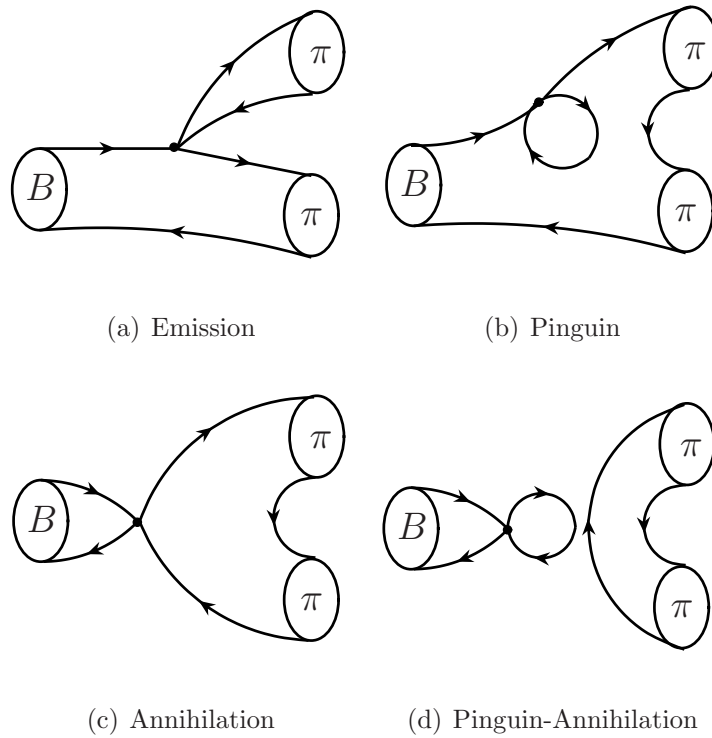 π
B
π
(a) Emission
π
B
π
(b) Pinguin
π
B
π
(c) Annihilation
π
B
π
(d) Pinguin-Annihilation